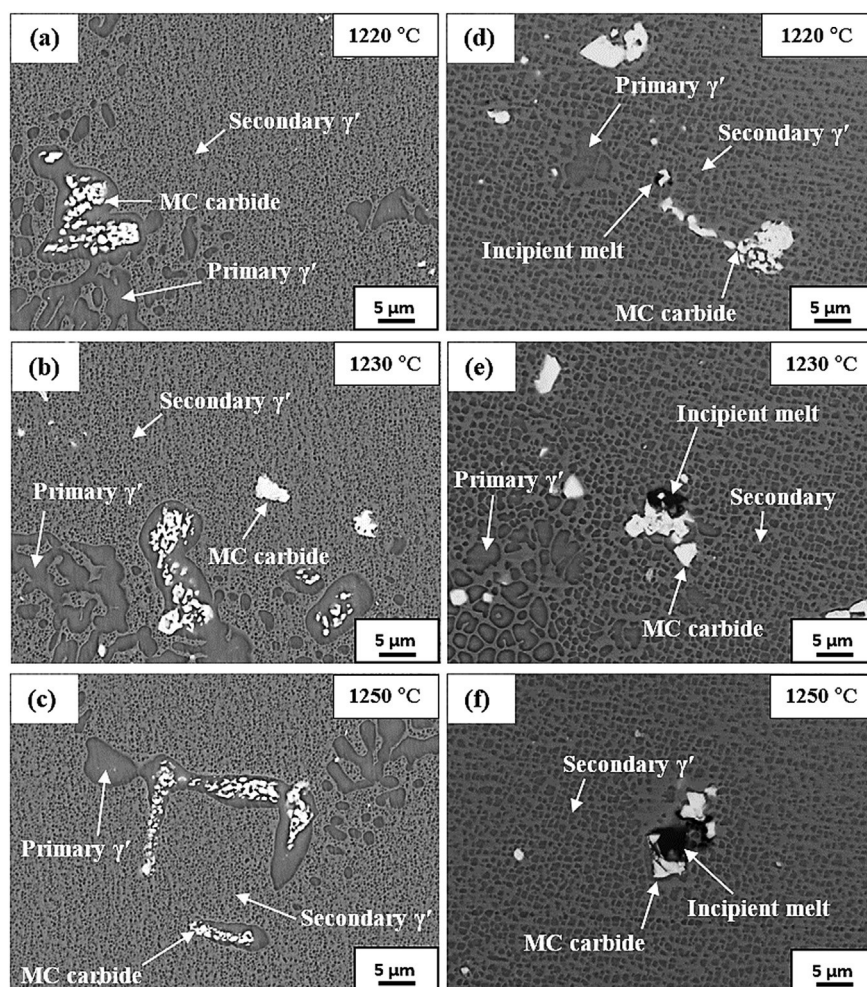 (a)
1220 °C
Secondary γ′
MC carbide
Primary γ′
5 μm
(d)
1220 °C
Primary γ′
Secondary γ′
Incipient melt
MC carbide
5 μm
(b)
1230 °C
Secondary γ′
Primary γ′
MC carbide
5 μm
(e)
1230 °C
Incipient melt
Primary γ′
Secondary
MC carbide
5 μm
(c)
1250 °C
Primary γ′
Secondary γ′
MC carbide
5 μm
(f)
1250 °C
Secondary γ′
Incipient melt
MC carbide
5 μm